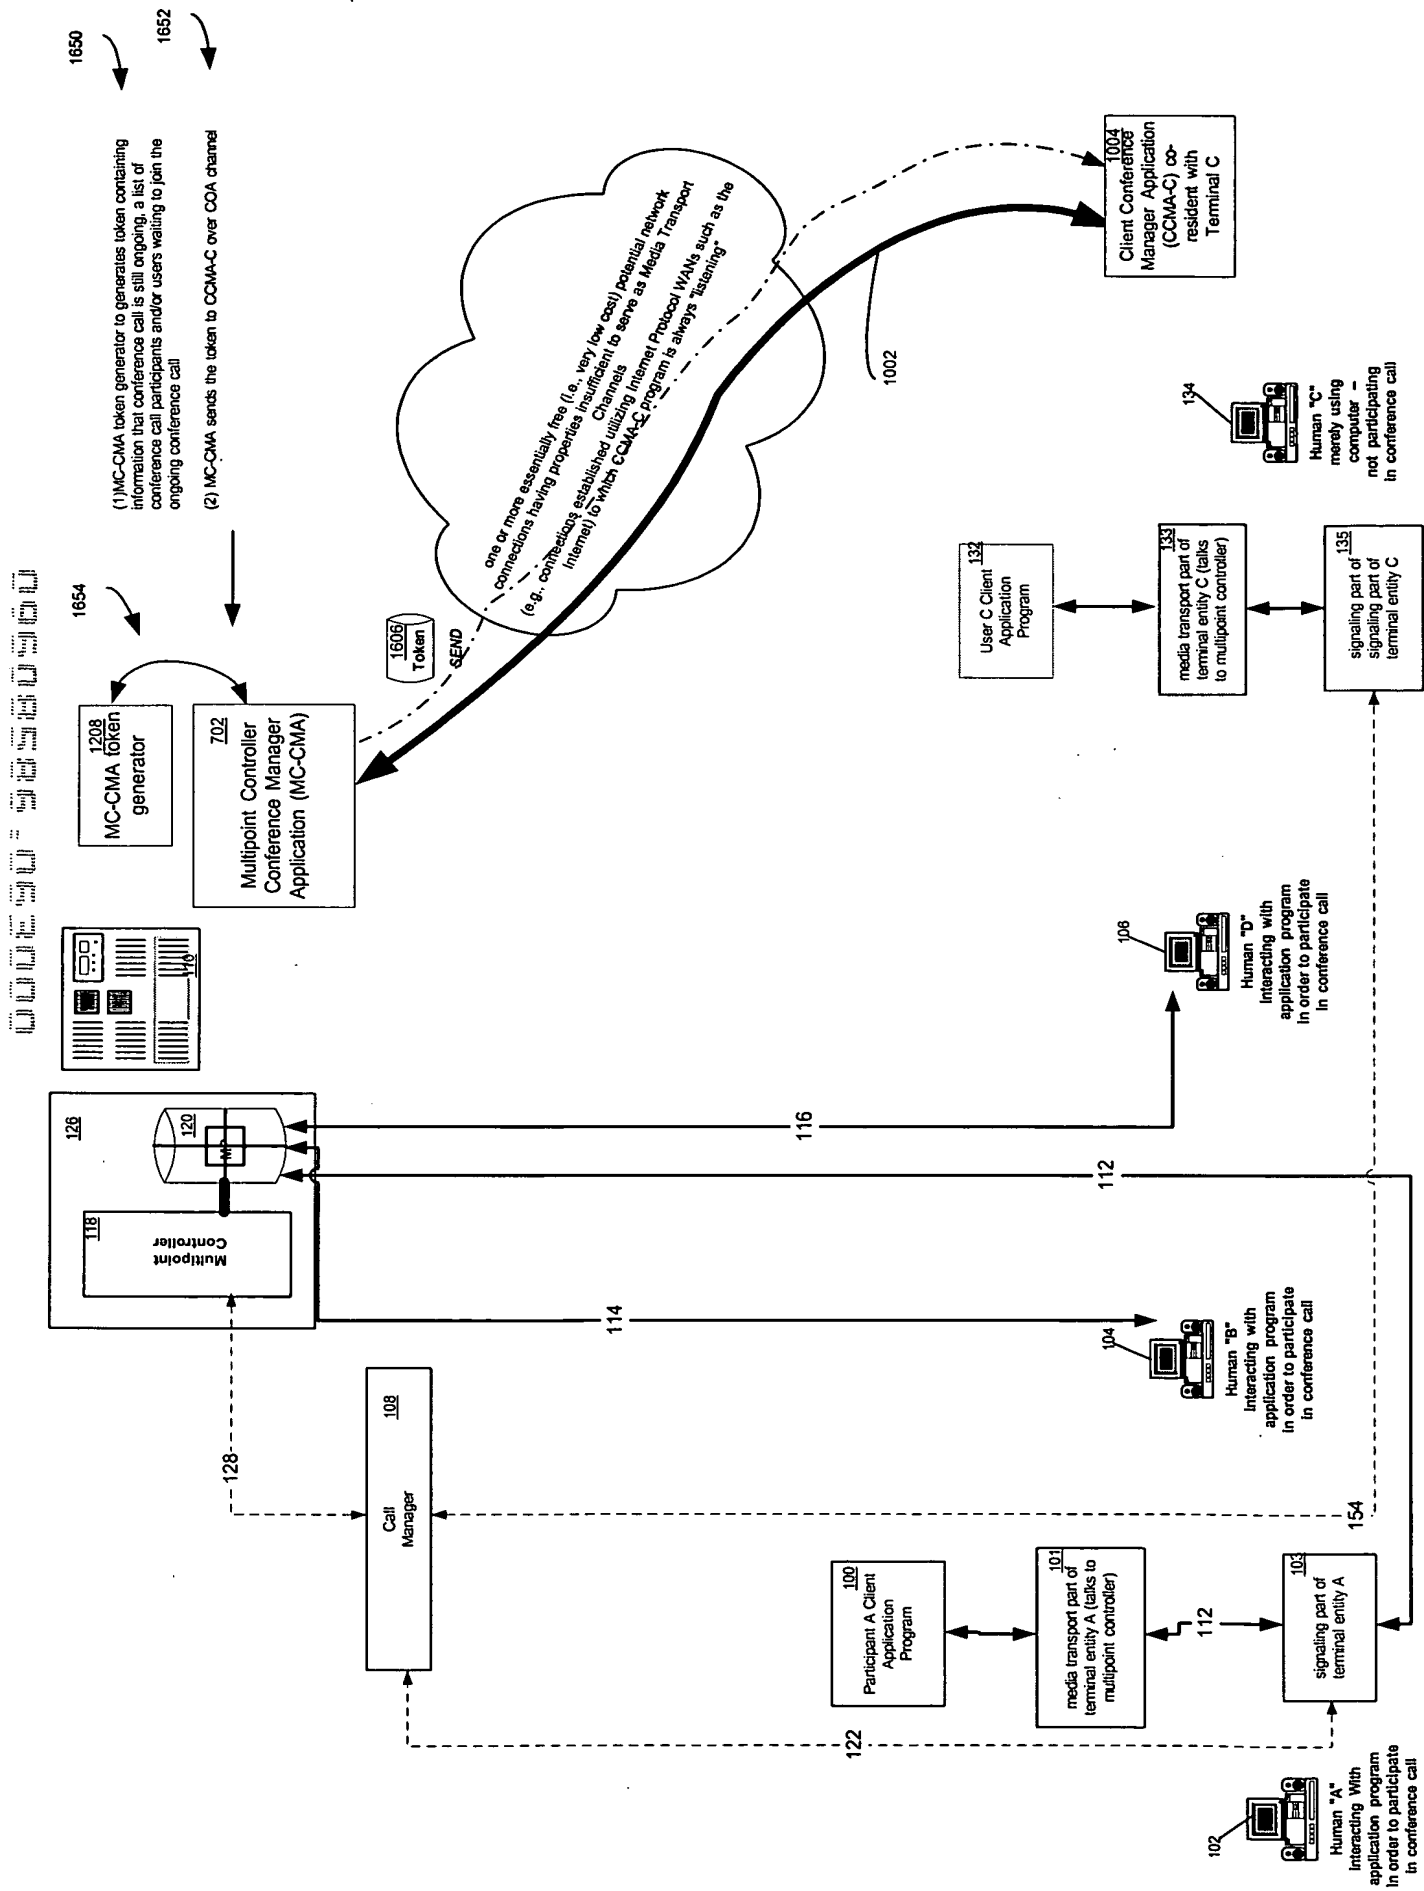 1650
(1)MC-CMA token generator to generates token containing
information that conference call is still ongoing, a list of
conference call participants and/or users waiting to join the
ongoing conference call
1652
(2) MC-CMA sends the token to CCMA-C over COA channel
1654
1208
MC-CMA token
generator
702
Multipoint Controller
Conference Manager
Application (MC-CMA)
1606
Token
SEND
one or more essentially free (i.e., very low cost) potential network
connections having properties insufficient to serve as Media Transport
Channels
(e.g., connections established utilizing Internet Protocol WANs such as the
Internet) to which CCMA-C program is always "listening"
1002
1004
Client Conference
Manager Application
(CCMA-C) co-
resident with
Terminal C
110
126
120
118
Multipoint
Controller
128
108
Call
Manager
114
116
112
122
154
100
Participant A Client
Application
Program
101
media transport part of
terminal entity A (talks to
multipoint controller)
112
103
signaling part of
terminal entity A
102
Human "A"
Interacting With
application program
in order to participate
in conference call
104
Human "B"
Interacting with
application program
in order to participate
in conference call
106
Human "D"
Interacting with
application program
in order to participate
in conference call
132
User C Client
Application
Program
133
media transport part of
terminal entity C (talks
to multipoint controller)
135
signaling part of
signaling part of
terminal entity C
134
Human "C"
merely using
computer –
not participating
in conference call